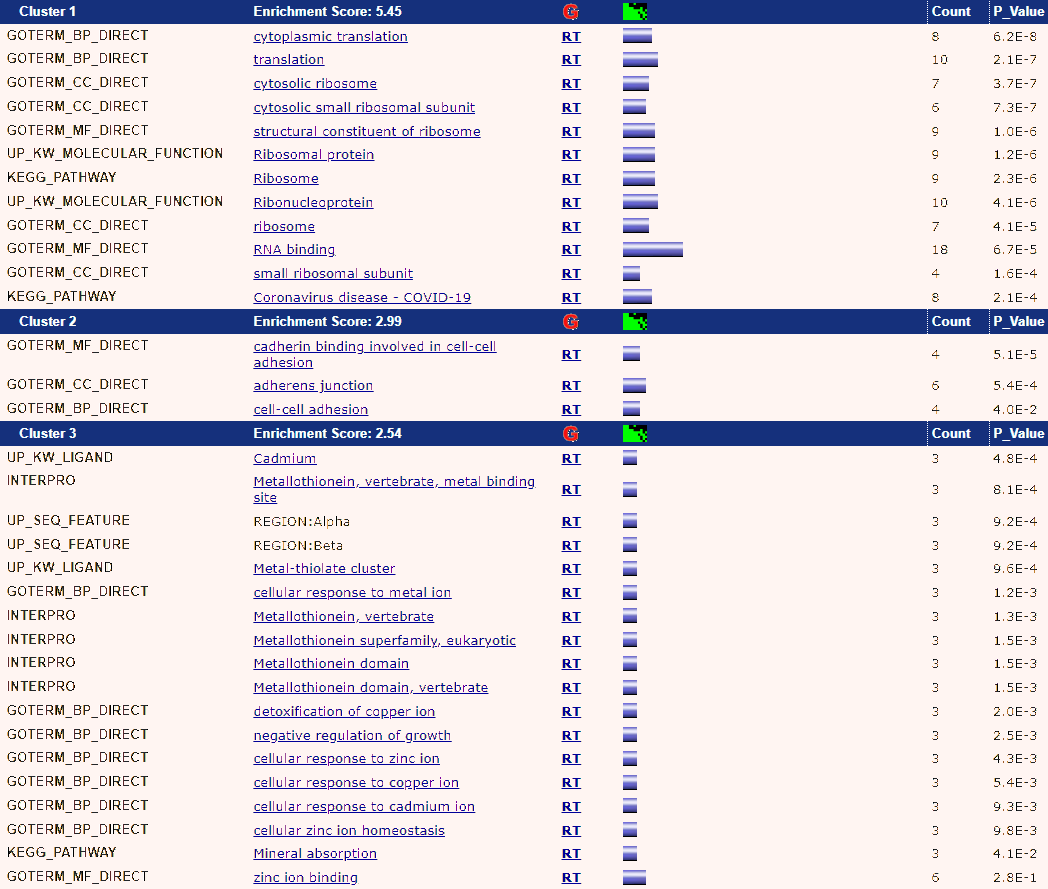 Cluster 1 Enrichment Score: 5.45 G Count P_Value
GOTERM_BP_DIRECT cytoplasmic translation RT 8 6.2E-8
GOTERM_BP_DIRECT translation RT 10 2.1E-7
GOTERM_CC_DIRECT cytosolic ribosome RT 7 3.7E-7
GOTERM_CC_DIRECT cytosolic small ribosomal subunit RT 6 7.3E-7
GOTERM_MF_DIRECT structural constituent of ribosome RT 9 1.0E-6
UP_KW_MOLECULAR_FUNCTION Ribosomal protein RT 9 1.2E-6
KEGG_PATHWAY Ribosome RT 9 2.3E-6
UP_KW_MOLECULAR_FUNCTION Ribonucleoprotein RT 10 4.1E-6
GOTERM_CC_DIRECT ribosome RT 7 4.1E-5
GOTERM_MF_DIRECT RNA binding RT 18 6.7E-5
GOTERM_CC_DIRECT small ribosomal subunit RT 4 1.6E-4
KEGG_PATHWAY Coronavirus disease - COVID-19 RT 8 2.1E-4
Cluster 2 Enrichment Score: 2.99 G Count P_Value
GOTERM_MF_DIRECT cadherin binding involved in cell-cell
adhesion RT 4 5.1E-5
GOTERM_CC_DIRECT adherens junction RT 6 5.4E-4
GOTERM_BP_DIRECT cell-cell adhesion RT 4 4.0E-2
Cluster 3 Enrichment Score: 2.54 G Count P_Value
UP_KW_LIGAND Cadmium RT 3 4.8E-4
INTERPRO Metallothionein, vertebrate, metal binding
site RT 3 8.1E-4
UP_SEQ_FEATURE REGION:Alpha RT 3 9.2E-4
UP_SEQ_FEATURE REGION:Beta RT 3 9.2E-4
UP_KW_LIGAND Metal-thiolate cluster RT 3 9.6E-4
GOTERM_BP_DIRECT cellular response to metal ion RT 3 1.2E-3
INTERPRO Metallothionein, vertebrate RT 3 1.3E-3
INTERPRO Metallothionein superfamily, eukaryotic RT 3 1.5E-3
INTERPRO Metallothionein domain RT 3 1.5E-3
INTERPRO Metallothionein domain, vertebrate RT 3 1.5E-3
GOTERM_BP_DIRECT detoxification of copper ion RT 3 2.0E-3
GOTERM_BP_DIRECT negative regulation of growth RT 3 2.5E-3
GOTERM_BP_DIRECT cellular response to zinc ion RT 3 4.3E-3
GOTERM_BP_DIRECT cellular response to copper ion RT 3 5.4E-3
GOTERM_BP_DIRECT cellular response to cadmium ion RT 3 9.3E-3
GOTERM_BP_DIRECT cellular zinc ion homeostasis RT 3 9.8E-3
KEGG_PATHWAY Mineral absorption RT 3 4.1E-2
GOTERM_MF_DIRECT zinc ion binding RT 6 2.8E-1